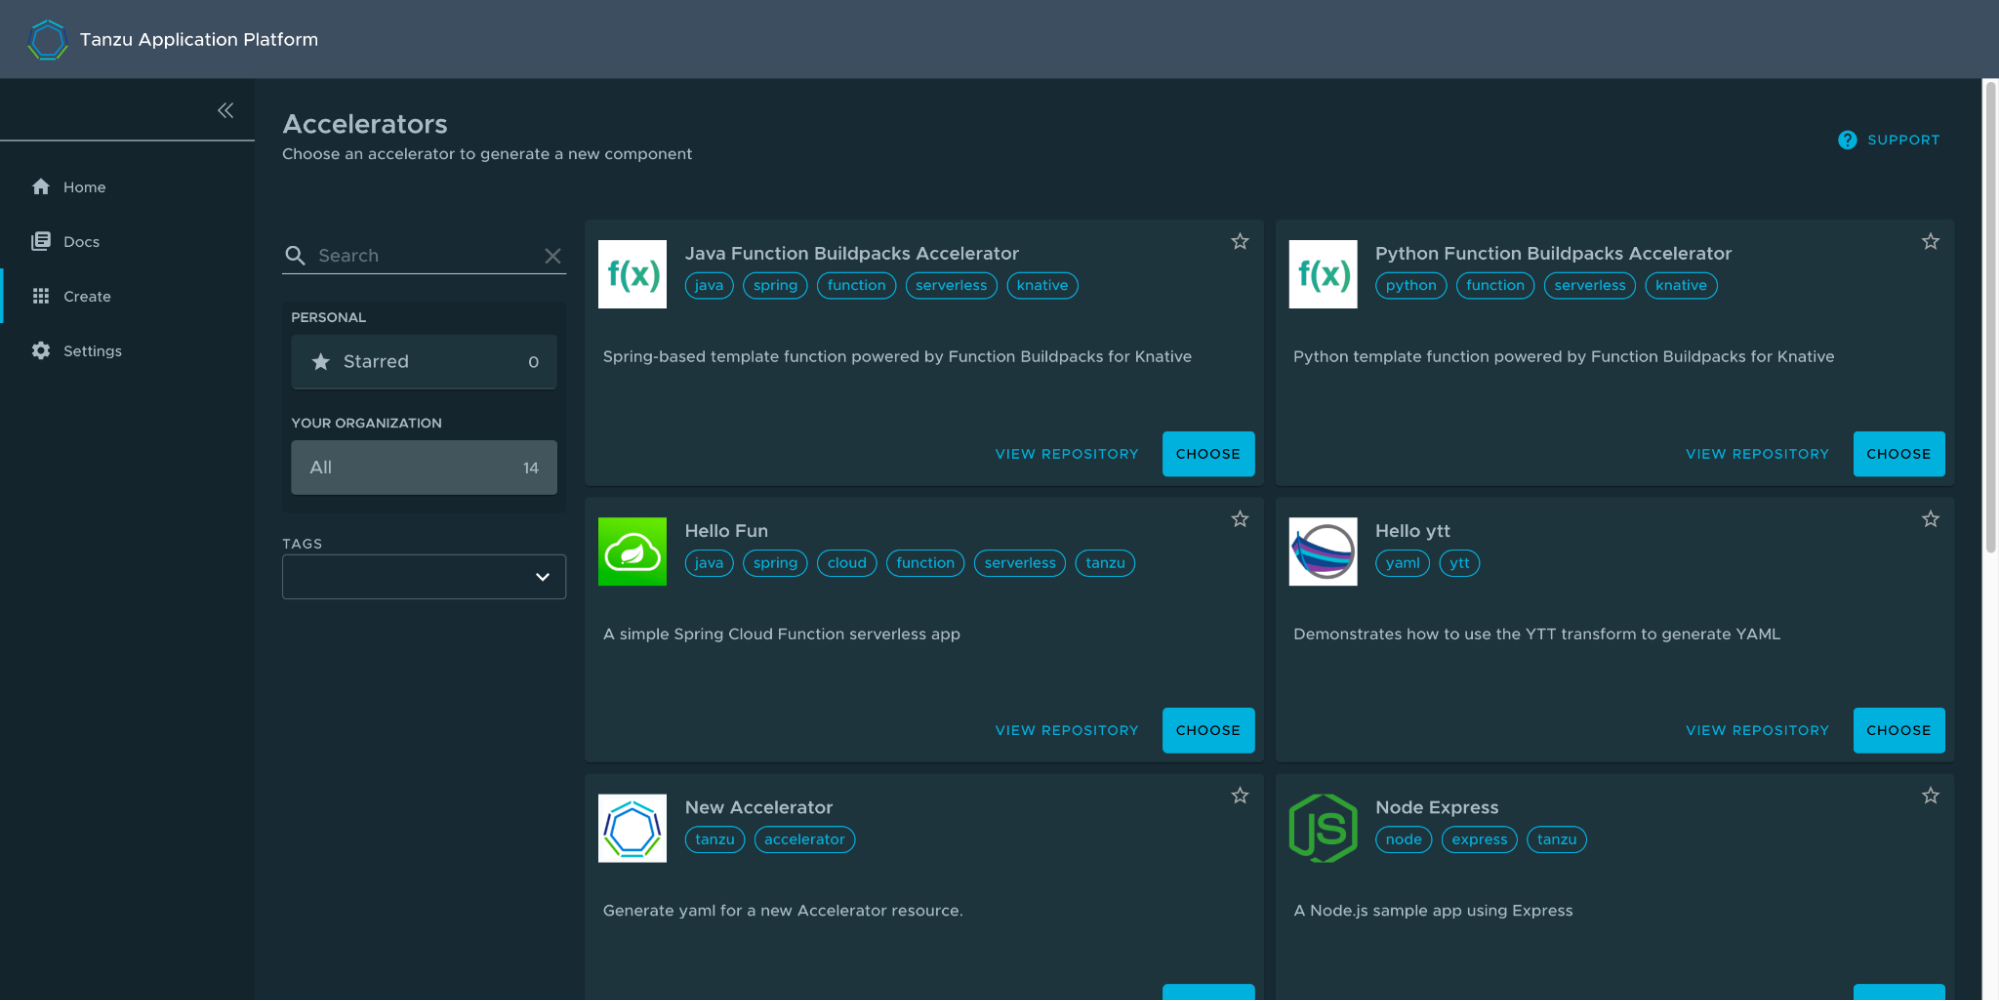 Tanzu Application Platform
Home
Docs
Create
Settings
Accelerators
Choose an accelerator to generate a new component
? SUPPORT
Search
PERSONAL
Starred 0
YOUR ORGANIZATION
All 14
TAGS
f(x)
Java Function Buildpacks Accelerator
java spring function serverless knative
Spring-based template function powered by Function Buildpacks for Knative
VIEW REPOSITORY CHOOSE
f(x)
Python Function Buildpacks Accelerator
python function serverless knative
Python template function powered by Function Buildpacks for Knative
VIEW REPOSITORY CHOOSE
Hello Fun
java spring cloud function serverless tanzu
A simple Spring Cloud Function serverless app
VIEW REPOSITORY CHOOSE
Hello ytt
yaml ytt
Demonstrates how to use the YTT transform to generate YAML
VIEW REPOSITORY CHOOSE
New Accelerator
tanzu accelerator
Generate yaml for a new Accelerator resource.
JS
Node Express
node express tanzu
A Node.js sample app using Express